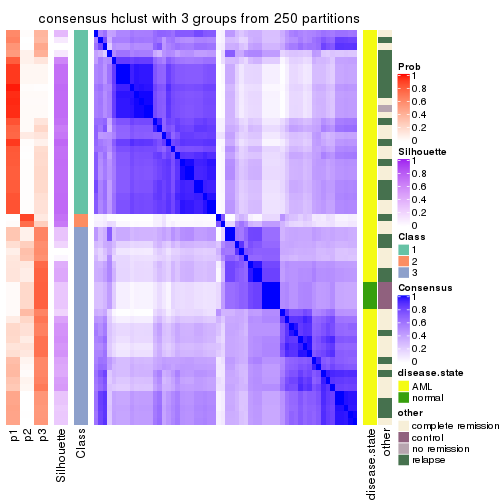 consensus hclust with 3 groups from 250 partitions
Prob
1
0.8
0.6
0.4
0.2
0
Silhouette
1
0.8
0.6
0.4
0.2
0
Class
1
2
3
Consensus
1
0.8
0.6
0.4
0.2
0
disease.state
AML
normal
other
complete remission
control
no remission
relapse
p1
p2
p3
Silhouette
Class
disease.state
other